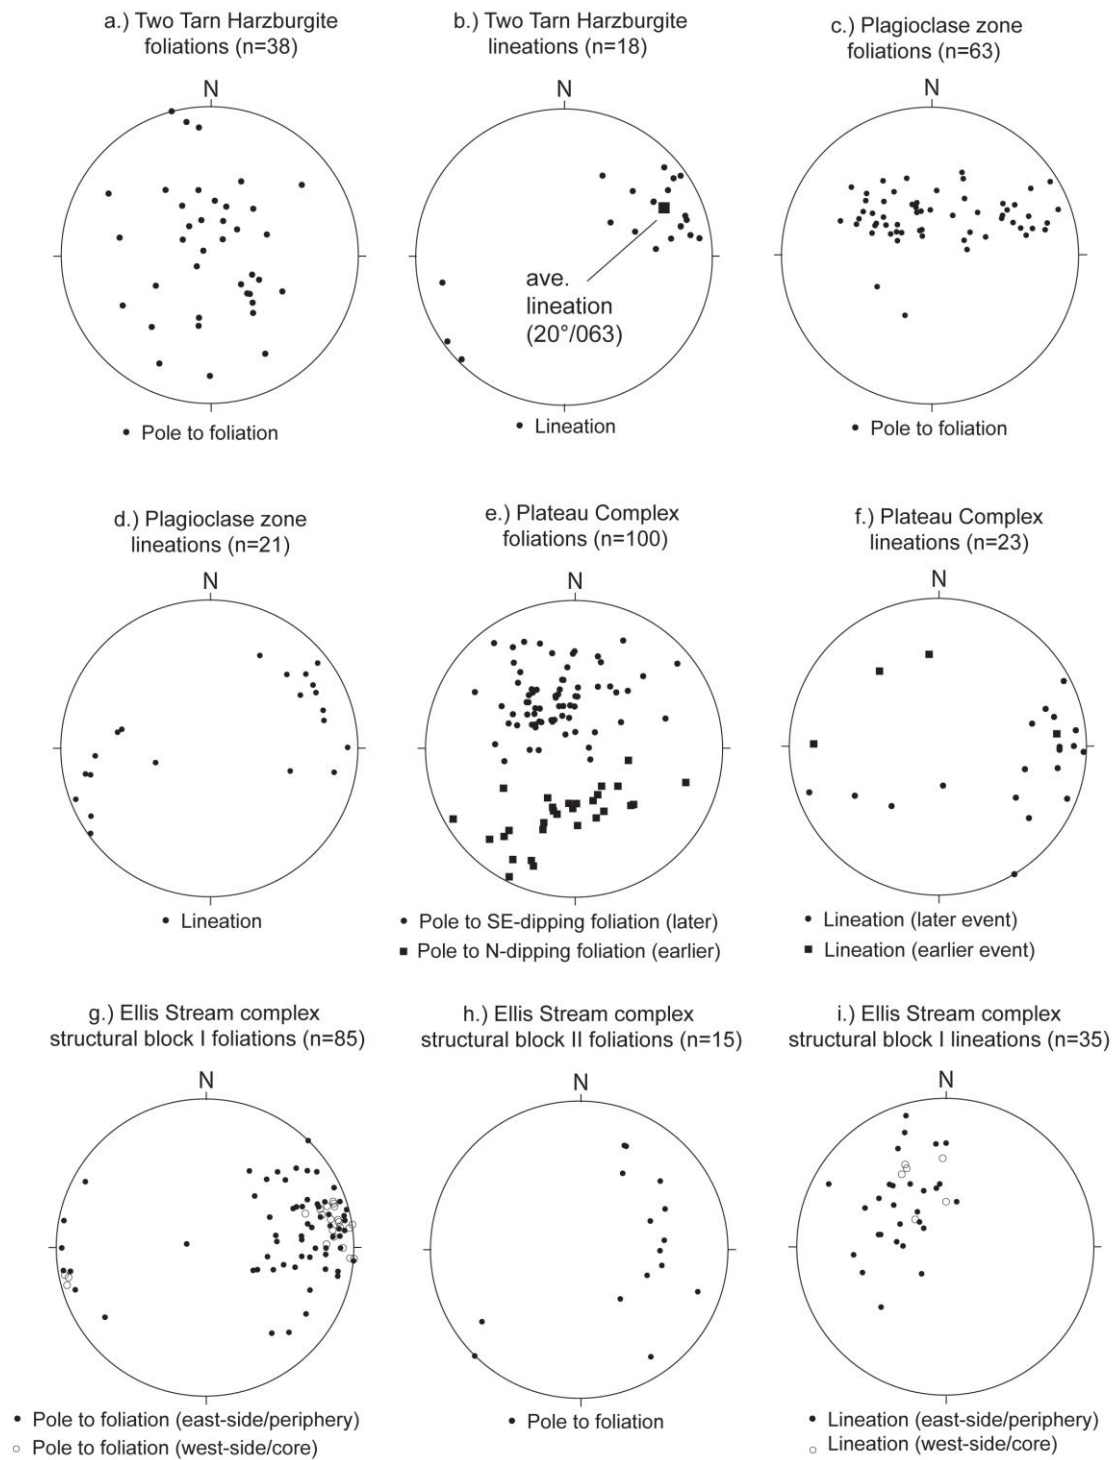 a.) Two Tarn Harzburgite
foliations (n=38)
N
• Pole to foliation
b.) Two Tarn Harzburgite
lineations (n=18)
N
ave.
lineation
(20°/063)
• Lineation
c.) Plagioclase zone
foliations (n=63)
N
• Pole to foliation
d.) Plagioclase zone
lineations (n=21)
N
• Lineation
e.) Plateau Complex
foliations (n=100)
N
• Pole to SE-dipping foliation (later)
■ Pole to N-dipping foliation (earlier)
f.) Plateau Complex
lineations (n=23)
N
• Lineation (later event)
■ Lineation (earlier event)
g.) Ellis Stream complex
structural block I foliations (n=85)
N
• Pole to foliation (east-side/periphery)
○ Pole to foliation (west-side/core)
h.) Ellis Stream complex
structural block II foliations (n=15)
N
• Pole to foliation
i.) Ellis Stream complex
structural block I lineations (n=35)
N
• Lineation (east-side/periphery)
○ Lineation (west-side/core)